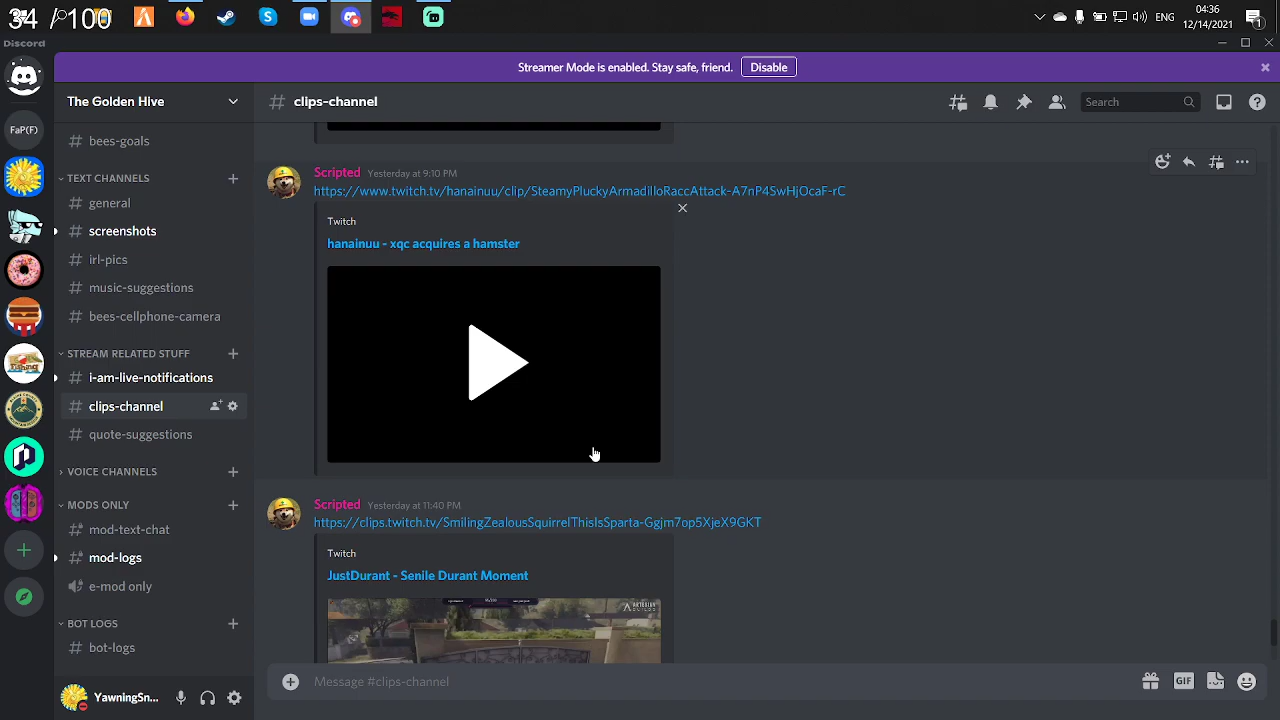 34 100
04:36
ENG
12/14/2021
1
Discord
Streamer Mode is enabled. Stay safe, friend. Disable
The Golden Hive
clips-channel
Search
FaP(F)
bees-goals
TEXT CHANNELS
general
screenshots
irl-pics
music-suggestions
bees-cellphone-camera
STREAM RELATED STUFF
i-am-live-notifications
clips-channel
quote-suggestions
VOICE CHANNELS
MODS ONLY
mod-text-chat
mod-logs
e-mod only
BOT LOGS
bot-logs
YawningSn...
Scripted Yesterday at 9:10 PM
https://www.twitch.tv/hanainuu/clip/SteamyPluckyArmadilloRaccAttack-A7nP4SwHjOcaF-rC
Twitch
hanainuu - xqc acquires a hamster
Scripted Yesterday at 11:40 PM
https://clips.twitch.tv/SmilingZealousSquirrelThisIsSparta-Ggjm7op5XjeX9GKT
Twitch
JustDurant - Senile Durant Moment
Message #clips-channel
GIF